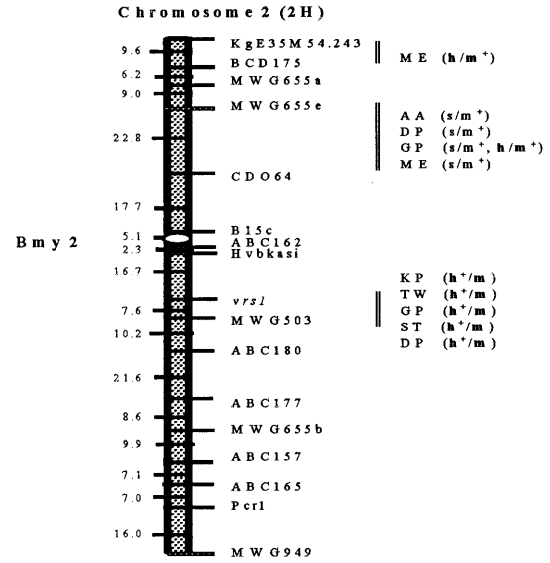 Chromosome 2 (2H)
KgE35M54.243
9.6
ME (h/m+)
BCD175
6.2
MWG655a
9.0
MWG655e
AA (s/m+)
DP (s/m+)
22.8
GP (s/m+, h/m+)
ME (s/m+)
CDO64
17.7
B15c
5.1
Bmy 2
ABC162
2.3
Hvbkasi
16.7
KP (h+/m)
TW (h+/m)
vrs1
GP (h+/m)
7.6
MWG503
ST (h+/m)
10.2
DP (h+/m)
ABC180
21.6
ABC177
8.6
MWG655b
9.9
ABC157
7.1
ABC165
7.0
Pcr1
16.0
MWG949